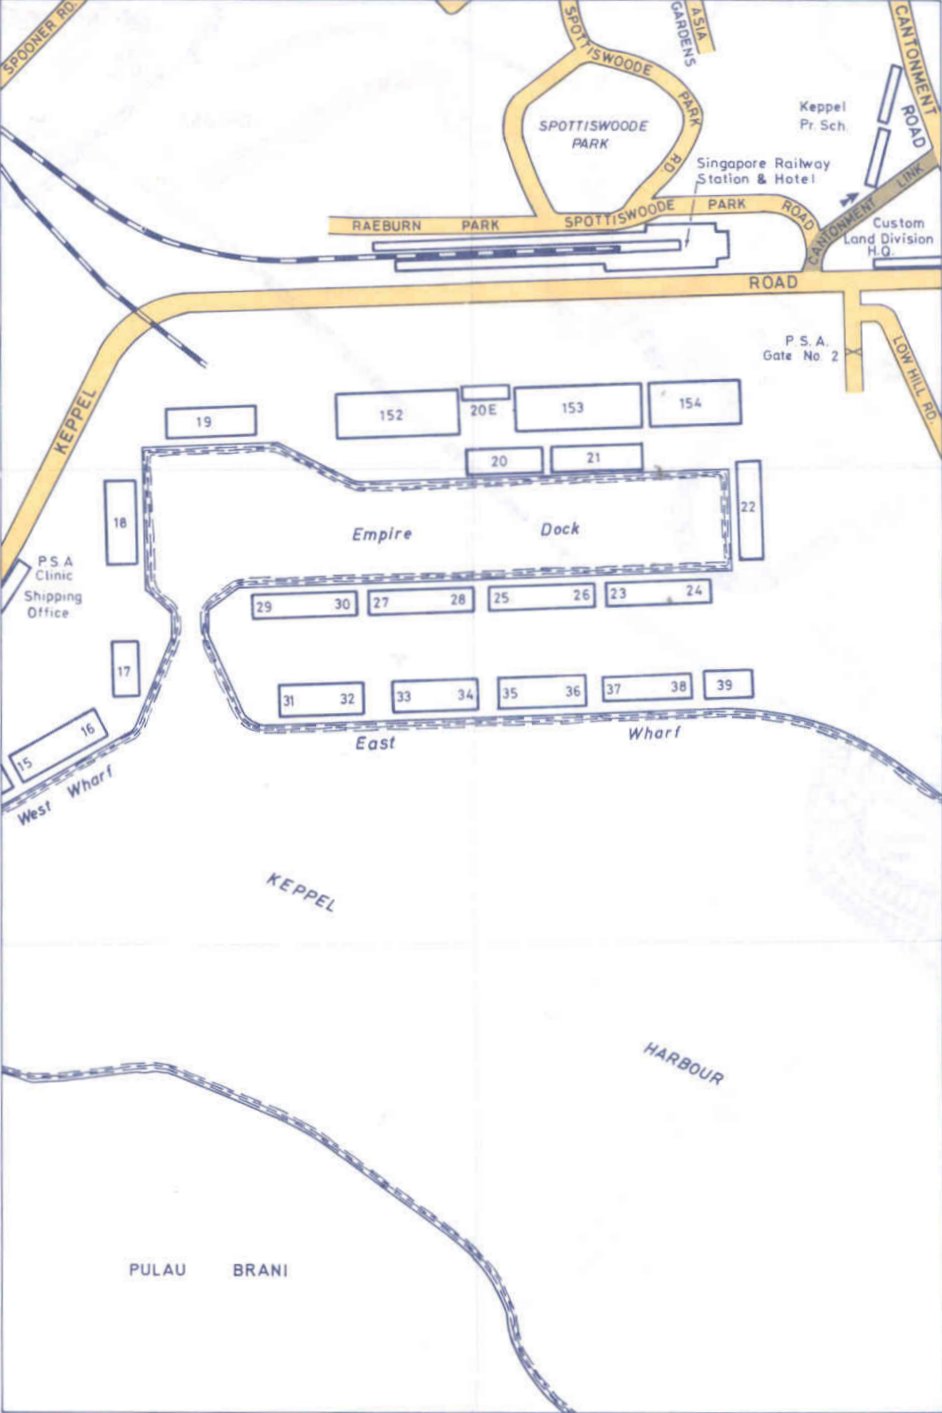 SPOONER RD.
SPOTTISWOODE PARK RD
ASIA
GARDENS
CANTONMENT ROAD
Keppel
Pr. Sch.
SPOTTISWOODE
PARK
Singapore Railway
Station & Hotel
CANTONMENT LINK
RAEBURN PARK
SPOTTISWOODE PARK ROAD
Custom
Land Division
H.Q.
KEPPEL ROAD
P.S.A.
Gate No. 2
LOW HILL RD.
19
152
20E
153
154
20
21
18
22
Empire Dock
P.S.A
Clinic
Shipping
Office
29 30
27 28
25 26
23 24
17
31 32
33 34
35 36
37 38
39
15 16
East Wharf
West Wharf
KEPPEL
HARBOUR
PULAU BRANI